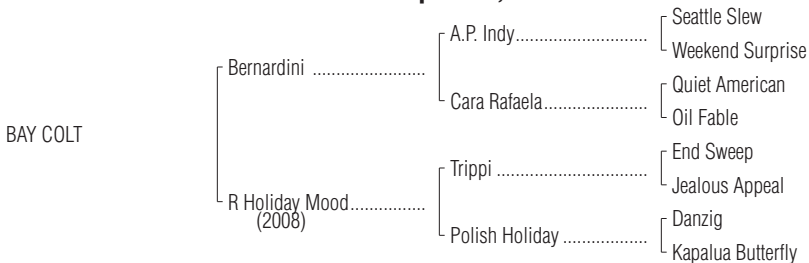 Seattle Slew
A.P. Indy
Weekend Surprise
Bernardini
Quiet American
Cara Rafaela
Oil Fable
BAY COLT
End Sweep
Trippi
Jealous Appeal
R Holiday Mood
(2008)
Danzig
Polish Holiday
Kapalua Butterfly